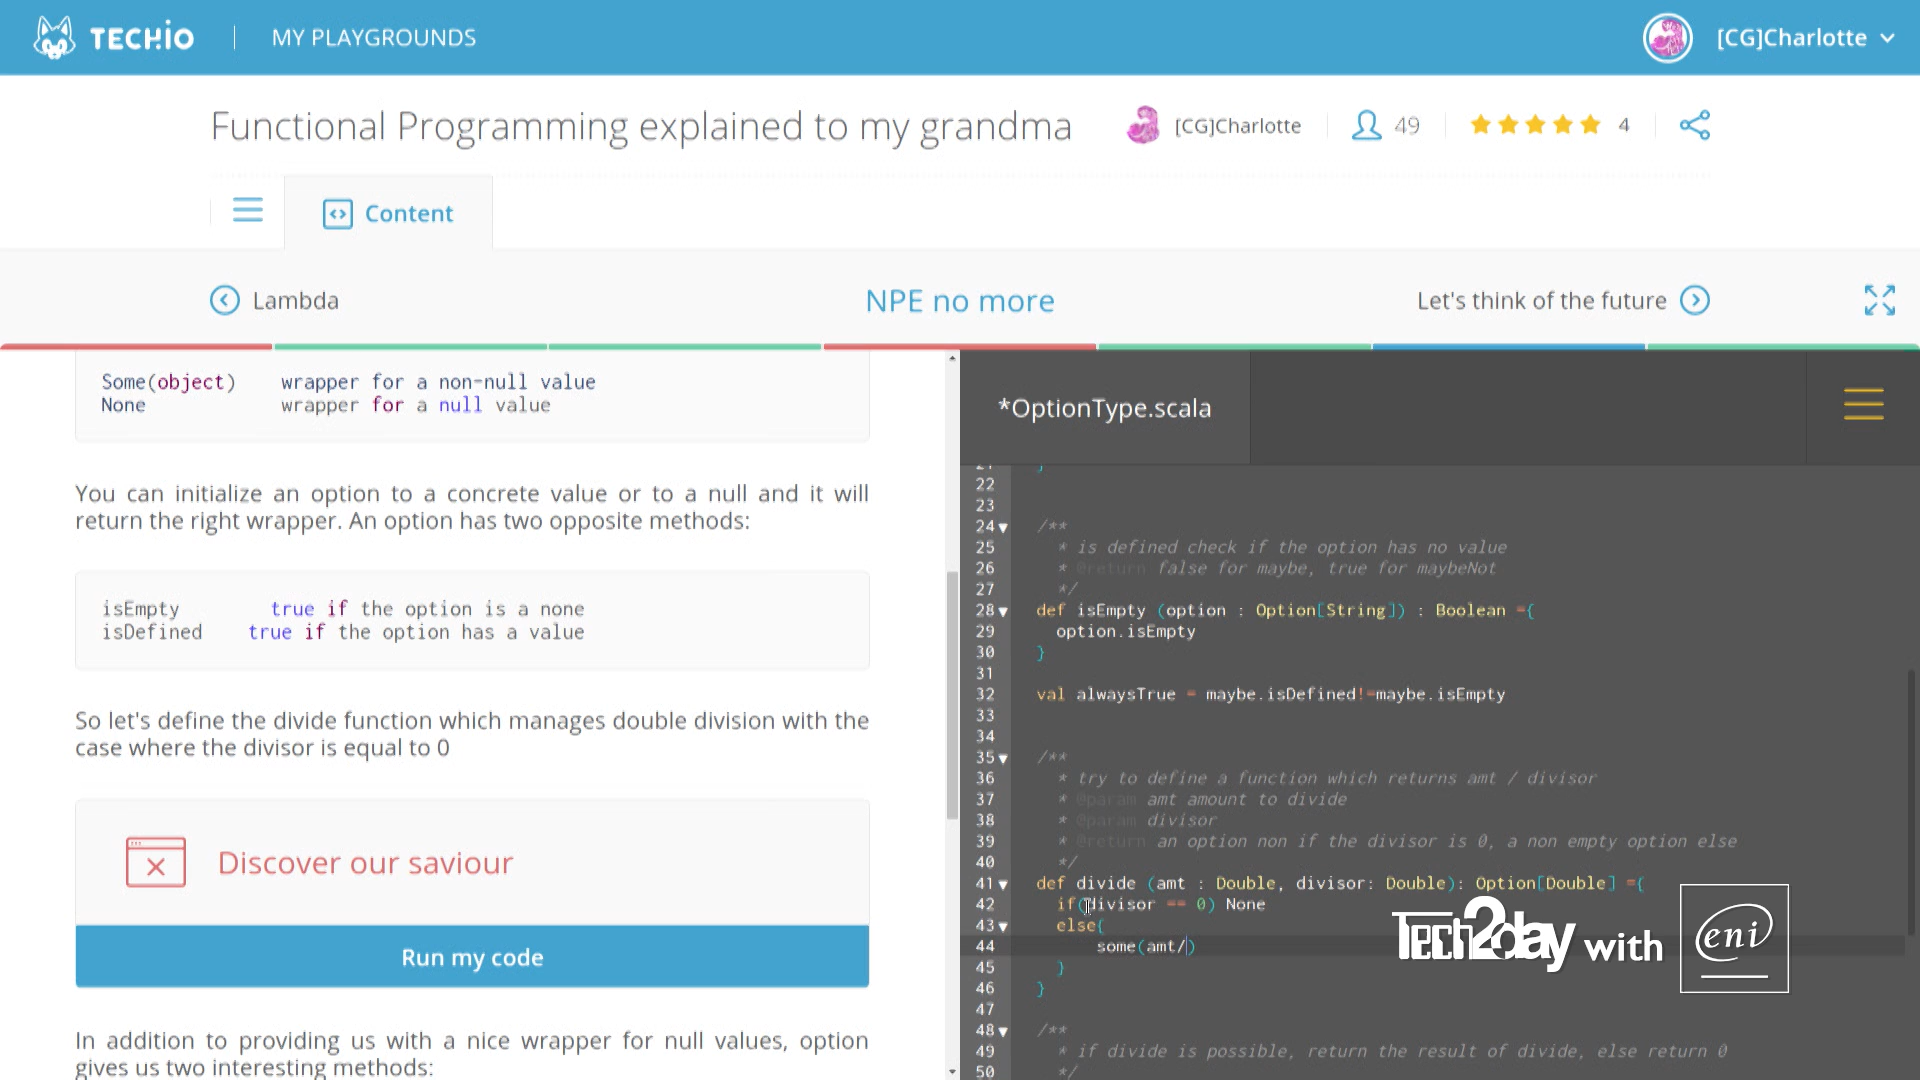 TECH.IO
MY PLAYGROUNDS
[CG]Charlotte
Functional Programming explained to my grandma
[CG]Charlotte
49
4
Content
Lambda
NPE no more
Let's think of the future
Some(object) wrapper for a non-null value
None wrapper for a null value
You can initialize an option to a concrete value or to a null and it will
return the right wrapper. An option has two opposite methods:
isEmpty true if the option is a none
isDefined true if the option has a value
So let's define the divide function which manages double division with the
case where the divisor is equal to 0
Discover our saviour
Run my code
In addition to providing us with a nice wrapper for null values, option
gives us two interesting methods:
*OptionType.scala
21 }
22
23
24 /**
25 * is defined check if the option has no value
26 * @return false for maybe, true for maybeNot
27 */
28 def isEmpty (option : Option[String]) : Boolean ={
29 option.isEmpty
30 }
31
32 val alwaysTrue = maybe.isDefined!=maybe.isEmpty
33
34
35 /**
36 * try to define a function which returns amt / divisor
37 * @param amt amount to divide
38 * @param divisor
39 * @return an option non if the divisor is 0, a non empty option else
40 */
41 def divide (amt : Double, divisor: Double): Option[Double] ={
42 if(divisor == 0) None
43 else{
44 some(amt/)
45 }
46 }
47
48 /**
49 * if divide is possible, return the result of divide, else return 0
50 */
Tech2day with eni